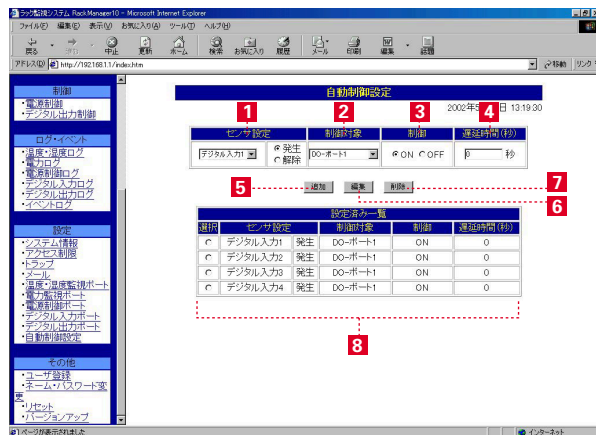 ラック監視システム RackManager10 - Microsoft Internet Explorer
ファイル(F) 編集(E) 表示(V) お気に入り(A) ツール(T) ヘルプ(H)
戻る 中止 更新 ホーム 検索 お気に入り 履歴 メール 印刷 編集
アドレス(D) http://192.168.1.1/index.htm 移動 リンク
制御
・電源制御
・デジタル出力制御
ログ・イベント
・温度・湿度ログ
・電力ログ
・電源制御ログ
・デジタル入力ログ
・デジタル出力ログ
・イベントログ
設定
・システム情報
・アクセス制限
・トラップ
・メール
・温度・湿度監視ポート
・電力監視ポート
・電源制御ポート
・デジタル入力ポート
・デジタル出力ポート
・自動制御設定
その他
・ユーザ登録
・ネーム・パスワード変
更
・リセット
・バージョンアップ
自動制御設定
2002年5 日 13:19:30
1 2 3 4
センサ設定 制御対象 制御 遅延時間(秒)
デジタル入力1 発生 解除 DO-ポート1 ON OFF 0 秒
5 追加 編集 削除 7
6
設定済み一覧
選択 センサ設定 制御対象 制御 遅延時間(秒)
デジタル入力1 発生 DO-ポート1 ON 0
デジタル入力2 発生 DO-ポート1 ON 0
デジタル入力3 発生 DO-ポート1 ON 0
デジタル入力4 発生 DO-ポート1 ON 0
8
ページが表示されました
インターネット